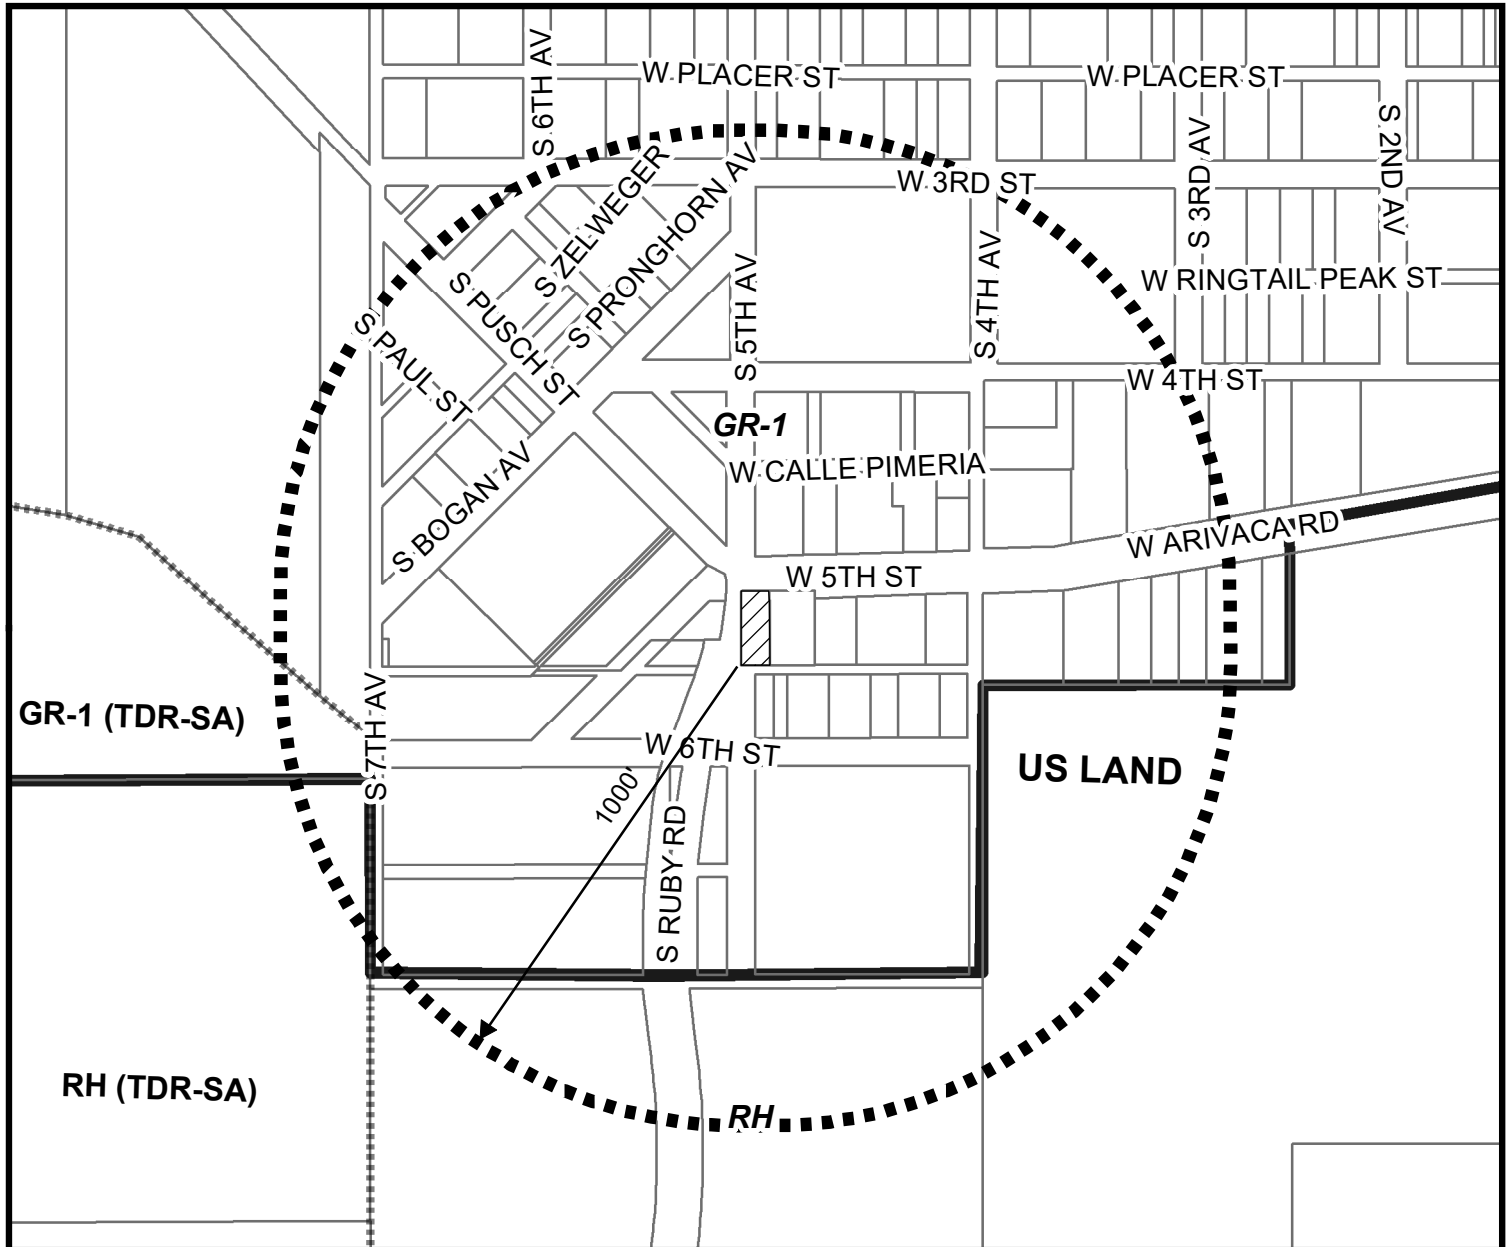 S 6TH AV
W PLACER ST
W PLACER ST
S 3RD AV
S 2ND AV
S ZELWEGER
S PRONGHORN AV
W 3RD ST
S PUSCH ST
S 5TH AV
S 4TH AV
W RINGTAIL PEAK ST
S PAUL ST
W 4TH ST
GR-1
W CALLE PIMERIA
S BOGAN AV
W ARIVACA RD
W 5TH ST
GR-1 (TDR-SA)
S 7TH AV
W 6TH ST
US LAND
1000'
S RUBY RD
RH (TDR-SA)
RH